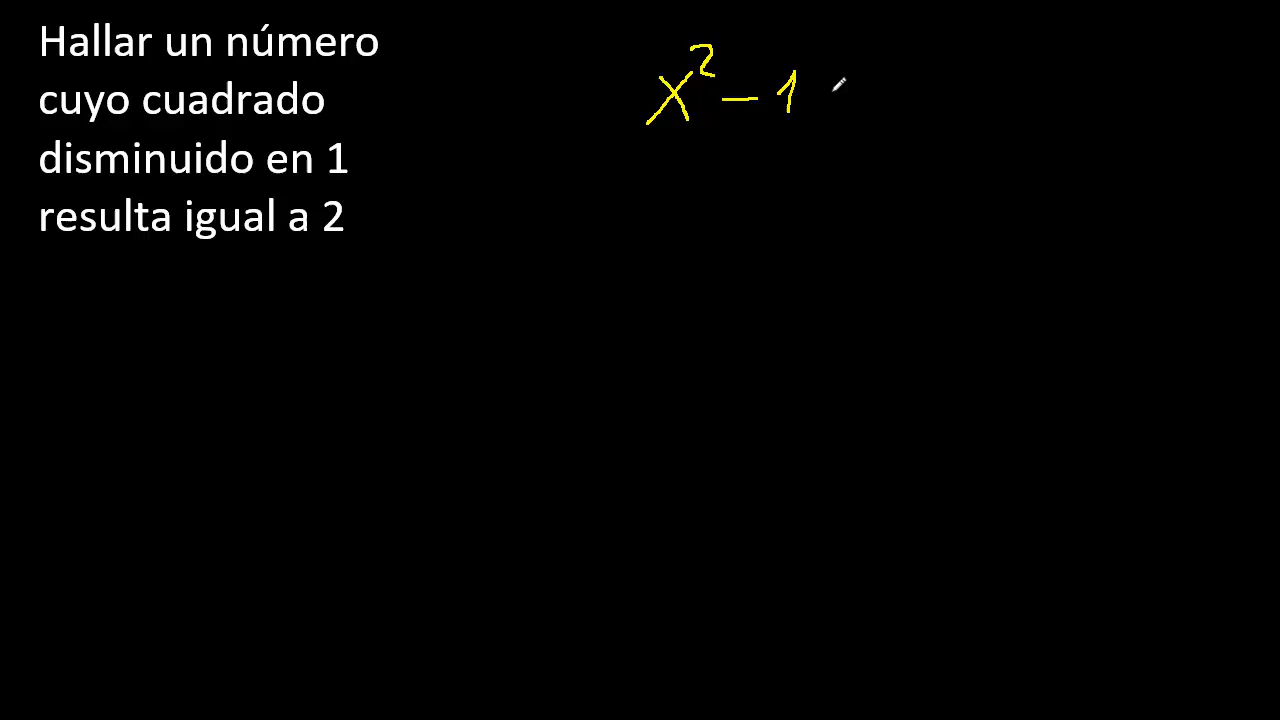 Hallar un número
cuyo cuadrado
disminuido en 1
resulta igual a 2
x² - 1